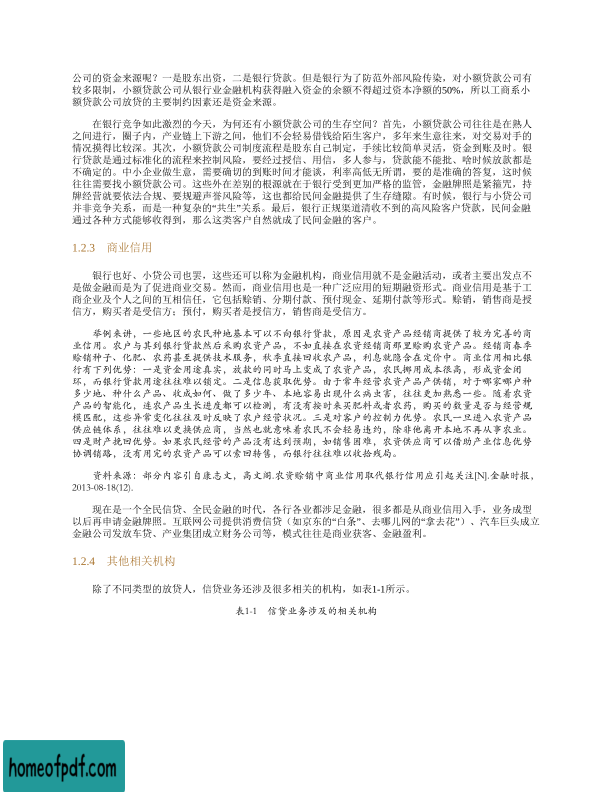 公司的资金来源呢？一是股东出资，二是银行贷款。但是银行为了防范外部风险传染，对小额贷款公司有
较多限制，小额贷款公司从银行业金融机构获得融入资金的余额不得超过资本净额的50%，所以工商系小
额贷款公司放贷的主要制约因素还是资金来源。
在银行竞争如此激烈的今天，为何还有小额贷款公司的生存空间？首先，小额贷款公司往往是在熟人
之间进行，圈子内，产业链上下游之间，他们不会轻易借钱给陌生客户，多年来生意往来，对交易对手的
情况摸得比较深。其次，小额贷款公司制度流程是股东自己制定，手续比较简单灵活，资金到账及时。银
行贷款是通过标准化的流程来控制风险，要经过授信、用信，多人参与，贷款能不能批、啥时候放款都是
不确定的。中小企业做生意，需要确切的到账时间才能谈，利率高低无所谓，要的是准确的答复，这时候
往往需要找小额贷款公司。这些外在差别的根源就在于银行受到更加严格的监管，金融牌照是紧箍咒，持
牌经营就要依法合规、要规避声誉风险等，这也都给民间金融提供了生存缝隙。有时候，银行与小贷公司
并非竞争关系，而是一种复杂的“共生”关系。最后，银行正规渠道清收不到的高风险客户贷款，民间金融
通过各种方式能够收得到，那么这类客户自然就成了民间金融的客户。
1.2.3 商业信用
银行也好、小贷公司也罢，这些还可以称为金融机构，商业信用就不是金融活动，或者主要出发点不
是做金融而是为了促进商业交易。然而，商业信用也是一种广泛应用的短期融资形式。商业信用是基于工
商企业及个人之间的互相信任，它包括赊销、分期付款、预付现金、延期付款等形式。赊销，销售商是授
信方，购买者是受信方；预付，购买者是授信方，销售商是受信方。
举例来讲，一些地区的农民种地基本可以不向银行贷款，原因是农资产品经销商提供了较为完善的商
业信用。农户与其到银行贷款然后采购农资产品，不如直接在农资经销商那里赊购农资产品。经销商春季
赊销种子、化肥、农药甚至提供技术服务，秋季直接回收农产品，利息就隐含在定价中。商业信用相比银
行有下列优势：一是资金用途真实，放款的同时马上变成了农资产品，农民挪用成本很高，形成资金闭
环，而银行贷款用途往往难以锁定。二是信息获取优势。由于常年经营农资产品产供销，对于哪家哪户种
多少地、种什么产品、收成如何、做了多少年、本地容易出现什么病虫害，往往更加熟悉一些。随着农资
产品的智能化，连农产品生长进度都可以检测，有没有按时来买肥料或者农药，购买的数量是否与经营规
模匹配，这些异常变化往往及时反映了农户经营状况。三是对客户的控制力优势。农民一旦进入农资产品
供应链体系，往往难以更换供应商，当然也就意味着农民不会轻易违约，除非他离开本地不再从事农业。
四是财产挽回优势。如果农民经营的产品没有达到预期，如销售困难，农资供应商可以借助产业信息优势
协调销路，没有用完的农资产品可以索回转售，而银行往往难以收拾残局。
资料来源：部分内容引自康志文，高文阁.农资赊销中商业信用取代银行信用应引起关注[N].金融时报，
2013-08-18(12).
现在是一个全民信贷、全民金融的时代，各行各业都涉足金融，很多都是从商业信用入手，业务成型
以后再申请金融牌照。互联网公司提供消费信贷（如京东的“白条”、去哪儿网的“拿去花”）、汽车巨头成立
金融公司发放车贷、产业集团成立财务公司等，模式往往是商业获客、金融盈利。
1.2.4 其他相关机构
除了不同类型的放贷人，信贷业务还涉及很多相关的机构，如表1-1所示。
表1-1 信贷业务涉及的相关机构
homeofpdf.com